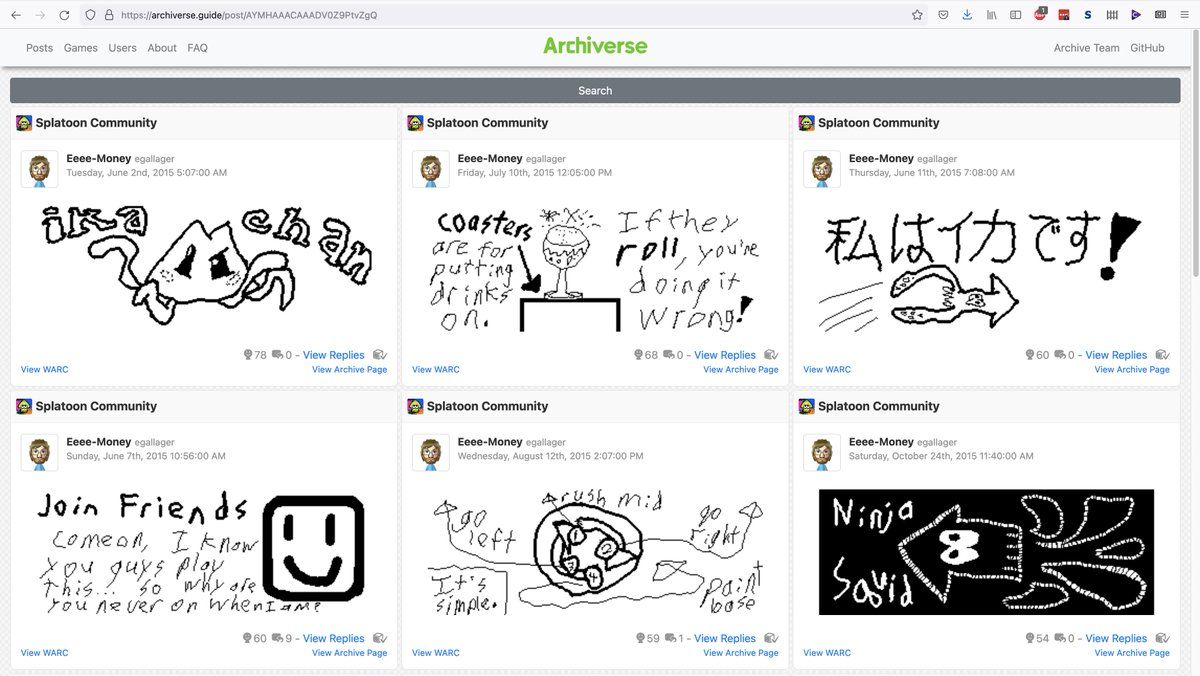 https://archiverse.guide/post/AYMHAAACAAADV0Z9PtvZgQ
1
Posts Games Users About FAQ
Archiverse
Archive Team GitHub
Search
Splatoon Community
Eeee-Money egallager
Tuesday, June 2nd, 2015 5:07:00 AM
ika chan
78 0 - View Replies
View WARC
View Archive Page
Splatoon Community
Eeee-Money egallager
Friday, July 10th, 2015 12:05:00 PM
coasters
are for
putting
drinks
on.
If they
roll, you're
doing it
wrong!
68 0 - View Replies
View WARC
View Archive Page
Splatoon Community
Eeee-Money egallager
Thursday, June 11th, 2015 7:08:00 AM
私はイカです!
60 0 - View Replies
View WARC
View Archive Page
Splatoon Community
Eeee-Money egallager
Sunday, June 7th, 2015 10:56:00 AM
Join Friends
Comeon, I know
you guys play
this... so why are
you never on when I ame
60 9 - View Replies
View WARC
View Archive Page
Splatoon Community
Eeee-Money egallager
Wednesday, August 12th, 2015 2:07:00 PM
rush mid
go
left
go
right
1
2
3
4
It's
simple.
paint
base
59 1 - View Replies
View WARC
View Archive Page
Splatoon Community
Eeee-Money egallager
Saturday, October 24th, 2015 11:40:00 AM
Ninja
Squid
54 0 - View Replies
View WARC
View Archive Page